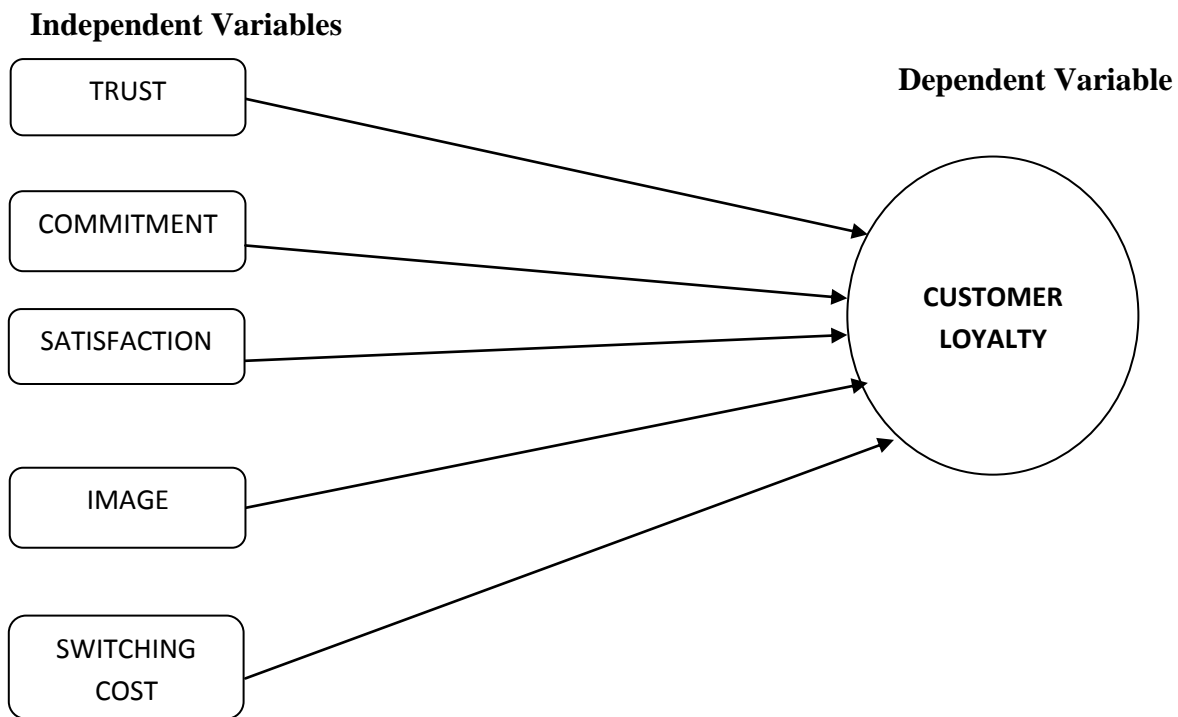 Independent Variables
Dependent Variable
TRUST
COMMITMENT
SATISFACTION
IMAGE
SWITCHING
COST
CUSTOMER
LOYALTY